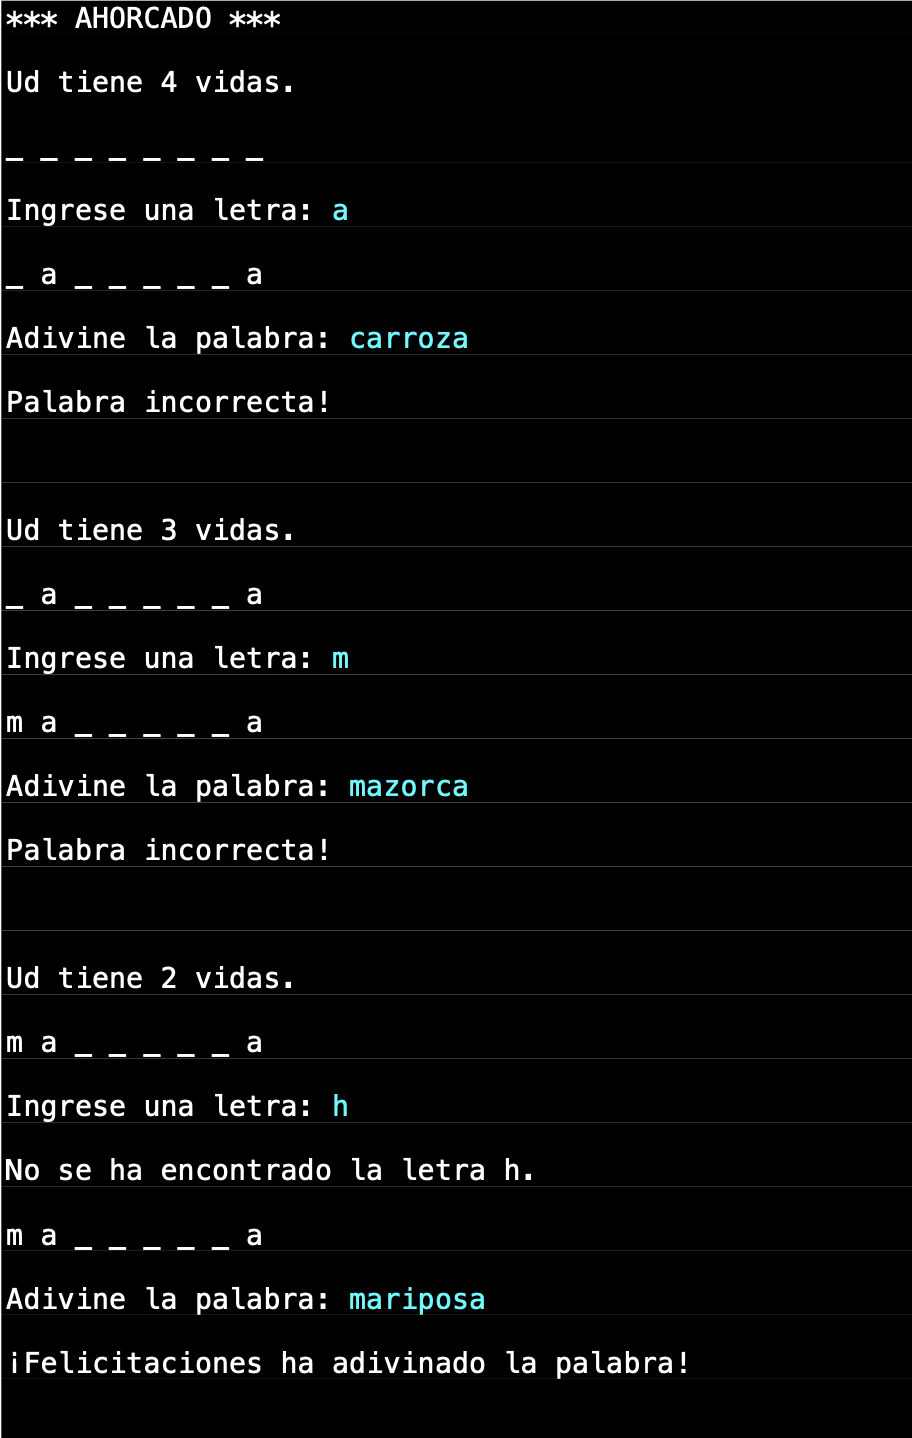 *** AHORCADO ***
Ud tiene 4 vidas.
_ _ _ _ _ _ _ _
Ingrese una letra: a
_ a _ _ _ _ _ a
Adivine la palabra: carroza
Palabra incorrecta!
Ud tiene 3 vidas.
_ a _ _ _ _ _ a
Ingrese una letra: m
m a _ _ _ _ _ a
Adivine la palabra: mazorca
Palabra incorrecta!
Ud tiene 2 vidas.
m a _ _ _ _ _ a
Ingrese una letra: h
No se ha encontrado la letra h.
m a _ _ _ _ _ a
Adivine la palabra: mariposa
¡Felicitaciones ha adivinado la palabra!